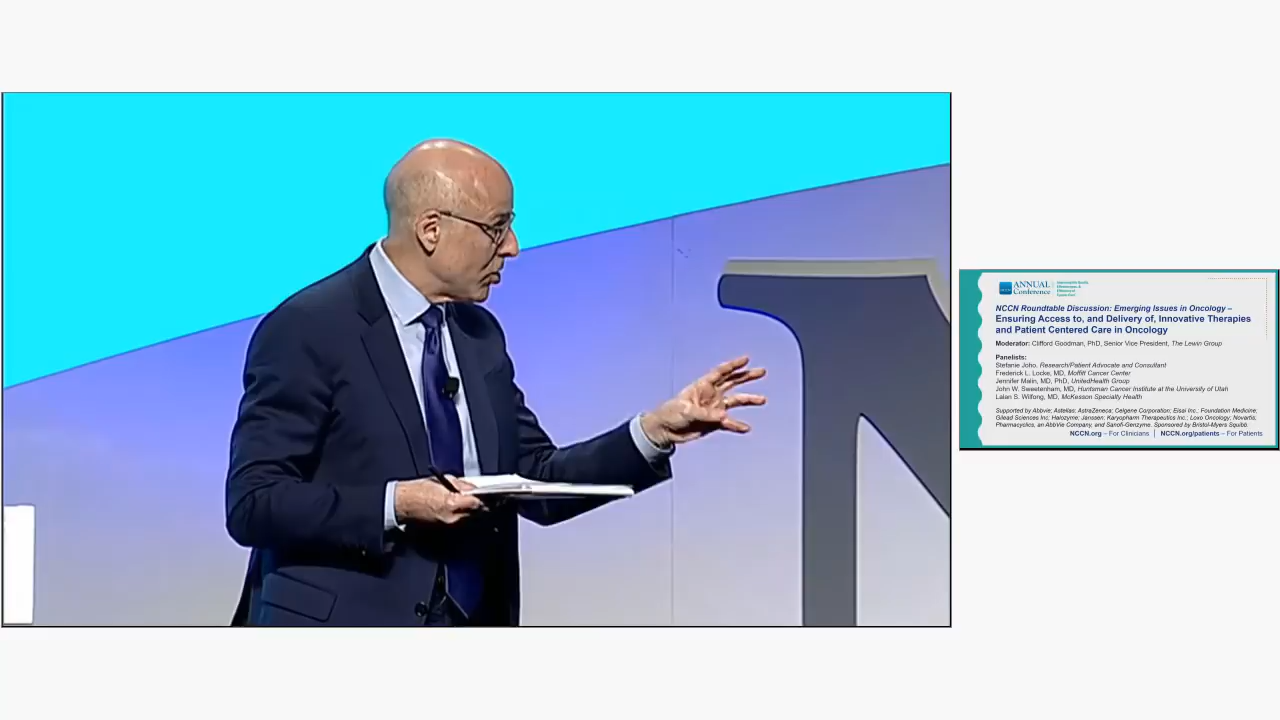 ANNUAL
Conference
NCCN Roundtable Discussion: Emerging Issues in Oncology –
Ensuring Access to, and Delivery of, Innovative Therapies
and Patient Centered Care in Oncology
Moderator: Clifford Goodman, PhD, Senior Vice President, The Lewin Group
Panelists:
Stefanie Joho, Research/Patient Advocate and Consultant
Frederick L. Locke, MD, Moffitt Cancer Center
Jennifer Malin, MD, PhD, UnitedHealth Group
John W. Sweetenham, MD, Huntsman Cancer Institute at the University of Utah
Lalan S. Wilfong, MD, McKesson Specialty Health
Supported by Abbvie; Astellas; AstraZeneca; Celgene Corporation; Eisai Inc.; Foundation Medicine;
Gilead Sciences Inc; Halozyme; Janssen; Karyopharm Therapeutics Inc.; Loxo Oncology; Novartis;
Pharmacyclics, an AbbVie Company, and Sanofi-Genzyme. Sponsored by Bristol-Myers Squibb.
NCCN.org – For Clinicians | NCCN.org/patients – For Patients